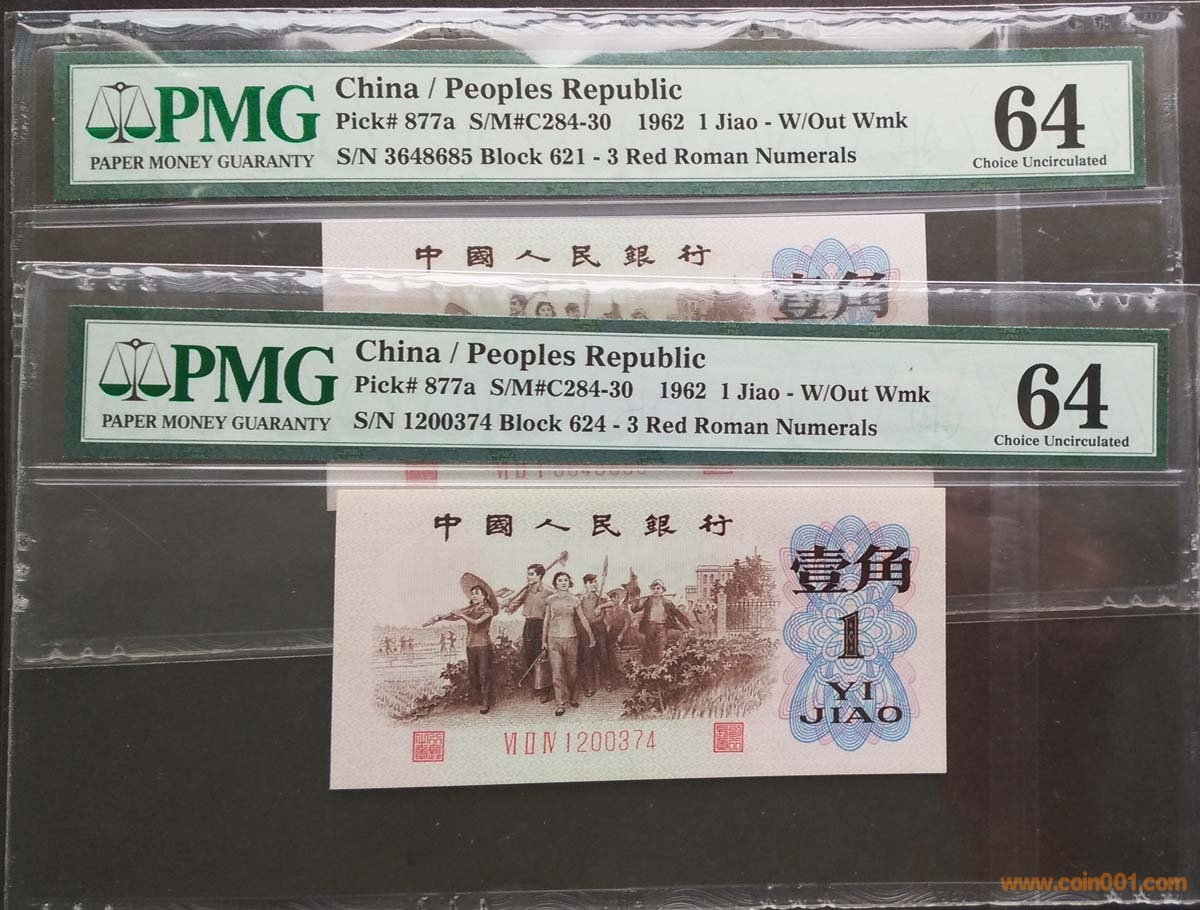 PMG
PAPER MONEY GUARANTY
China / Peoples Republic
Pick# 877a S/M#C284-30 1962 1 Jiao - W/Out Wmk
S/N 3648685 Block 621 - 3 Red Roman Numerals
64
Choice Uncirculated
中國人民銀行
壹角
PMG
PAPER MONEY GUARANTY
China / Peoples Republic
Pick# 877a S/M#C284-30 1962 1 Jiao - W/Out Wmk
S/N 1200374 Block 624 - 3 Red Roman Numerals
64
Choice Uncirculated
中國人民銀行
壹角
1
YI
JIAO
VI II IV 1200374
www.coin001.com